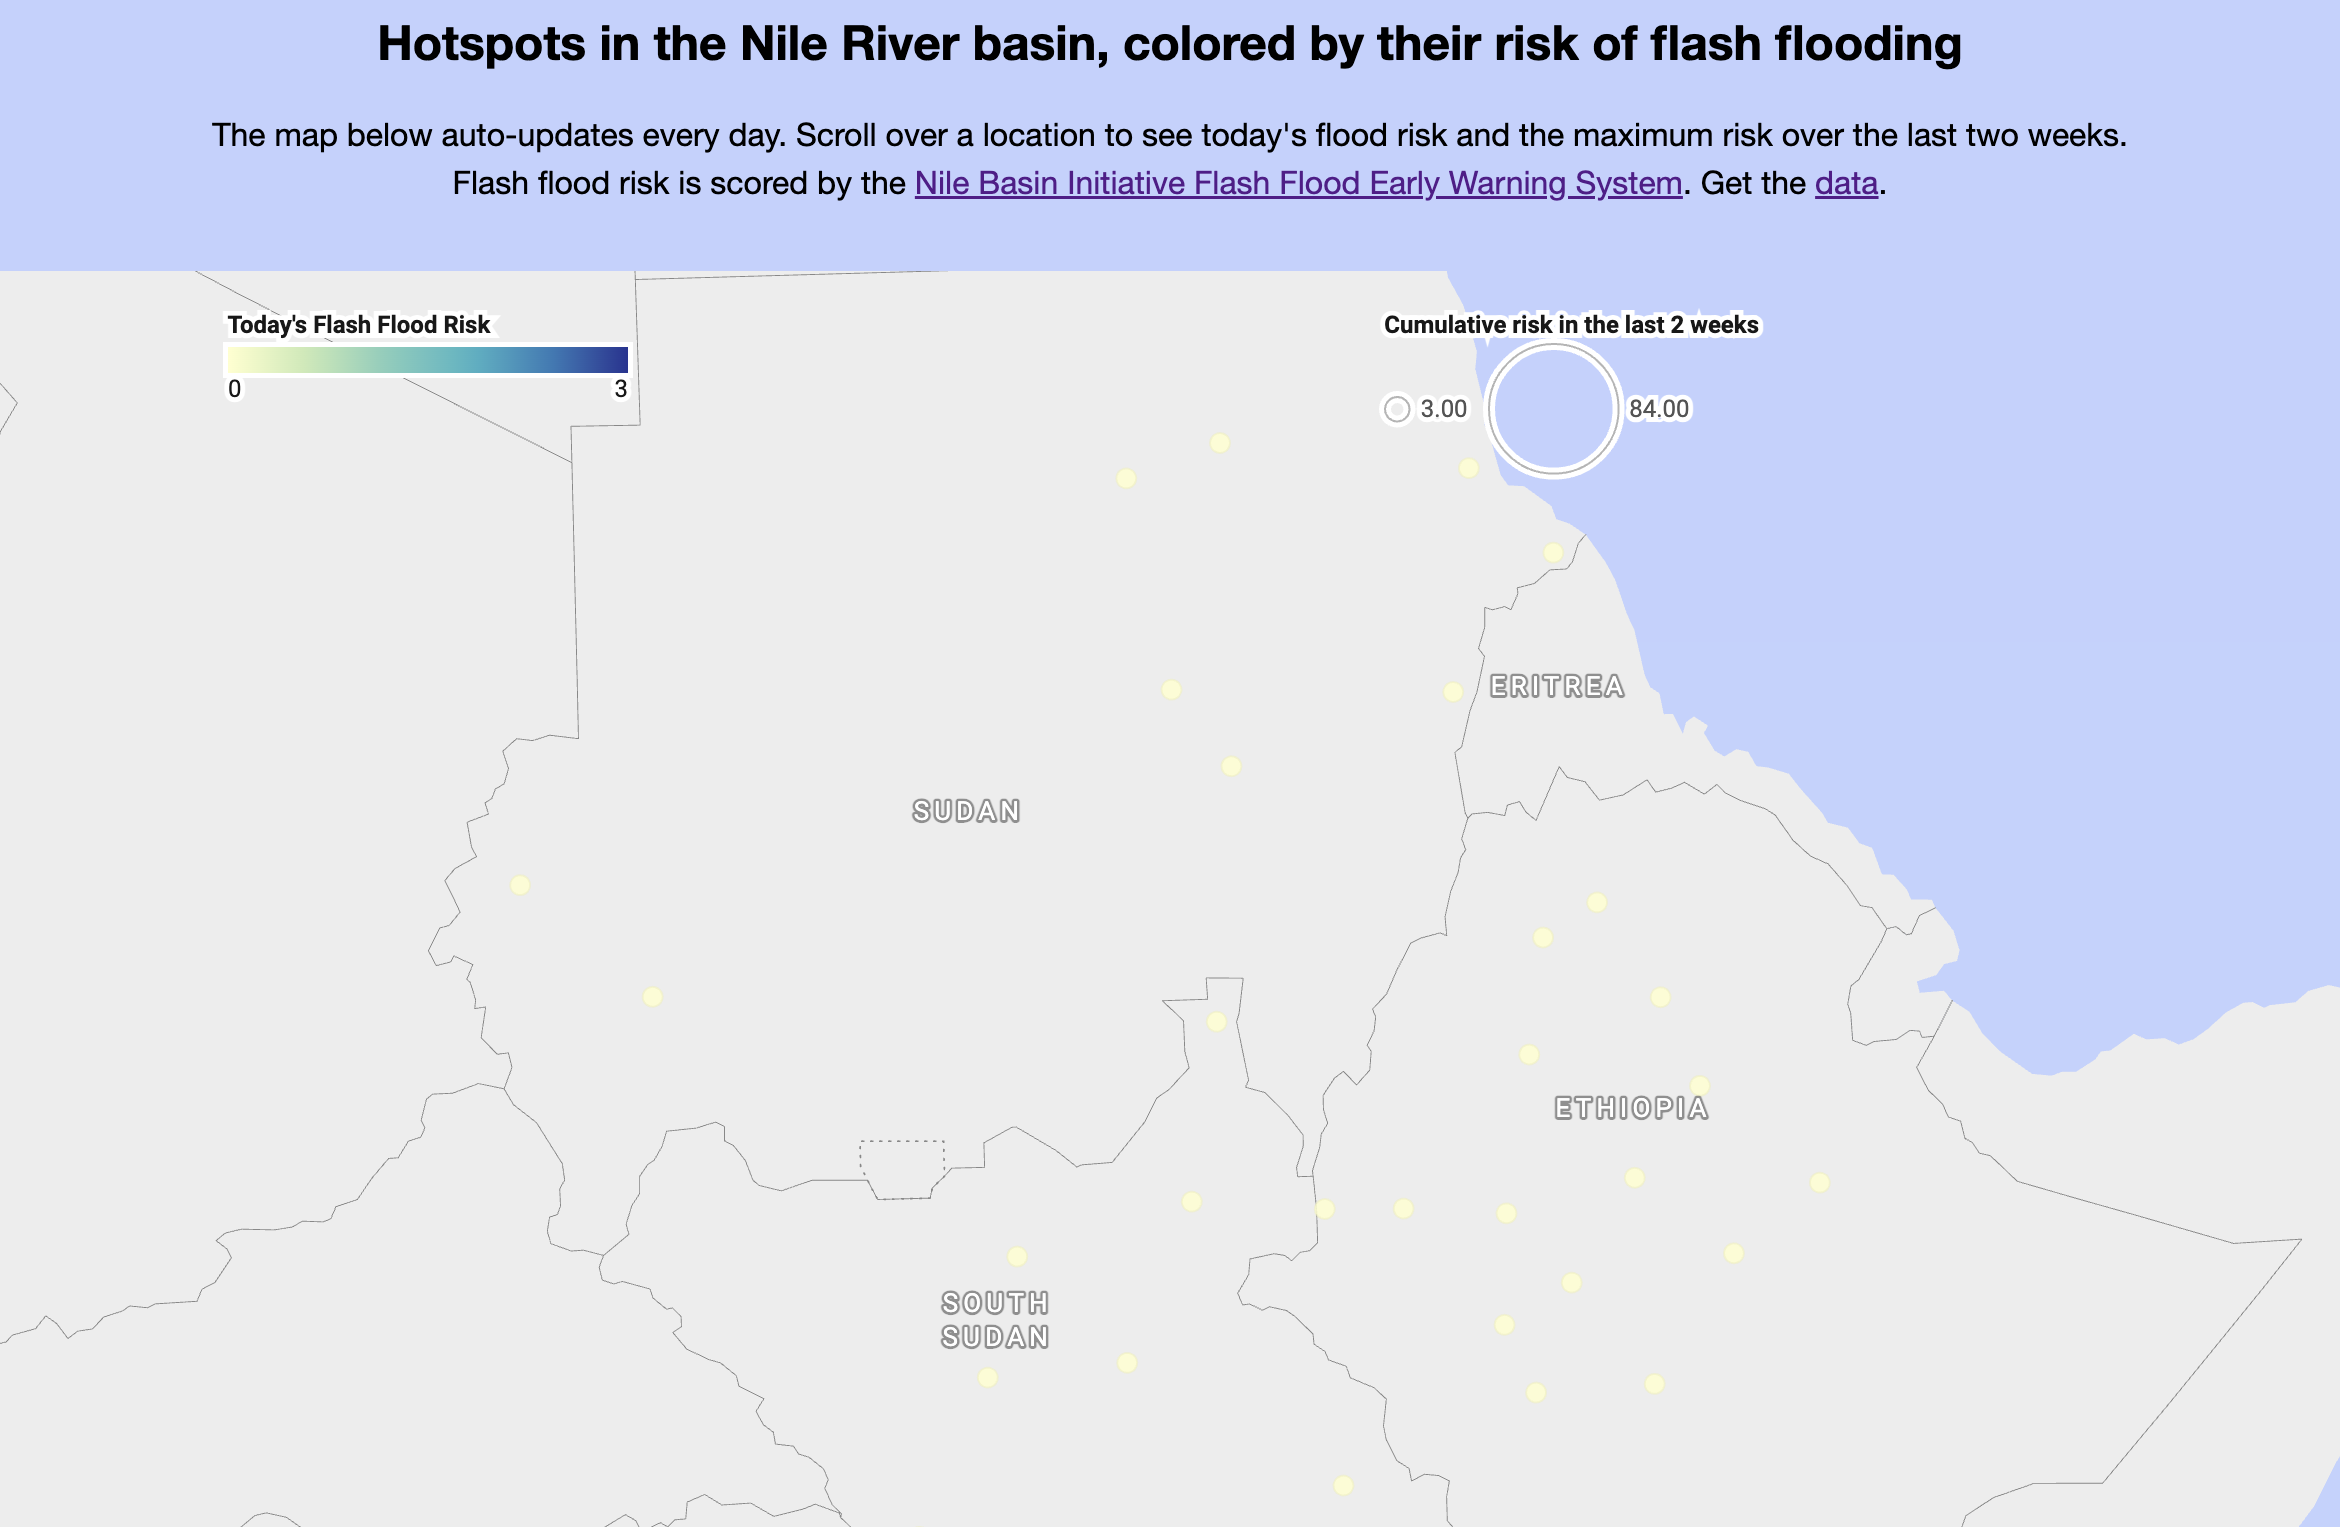 Hotspots in the Nile River basin, colored by their risk of flash flooding
The map below auto-updates every day. Scroll over a location to see today's flood risk and the maximum risk over the last two weeks.
Flash flood risk is scored by the Nile Basin Initiative Flash Flood Early Warning System. Get the data.
Today's Flash Flood Risk
0 3
Cumulative risk in the last 2 weeks
3.00 84.00
ERITREA
SUDAN
ETHIOPIA
SOUTH
SUDAN